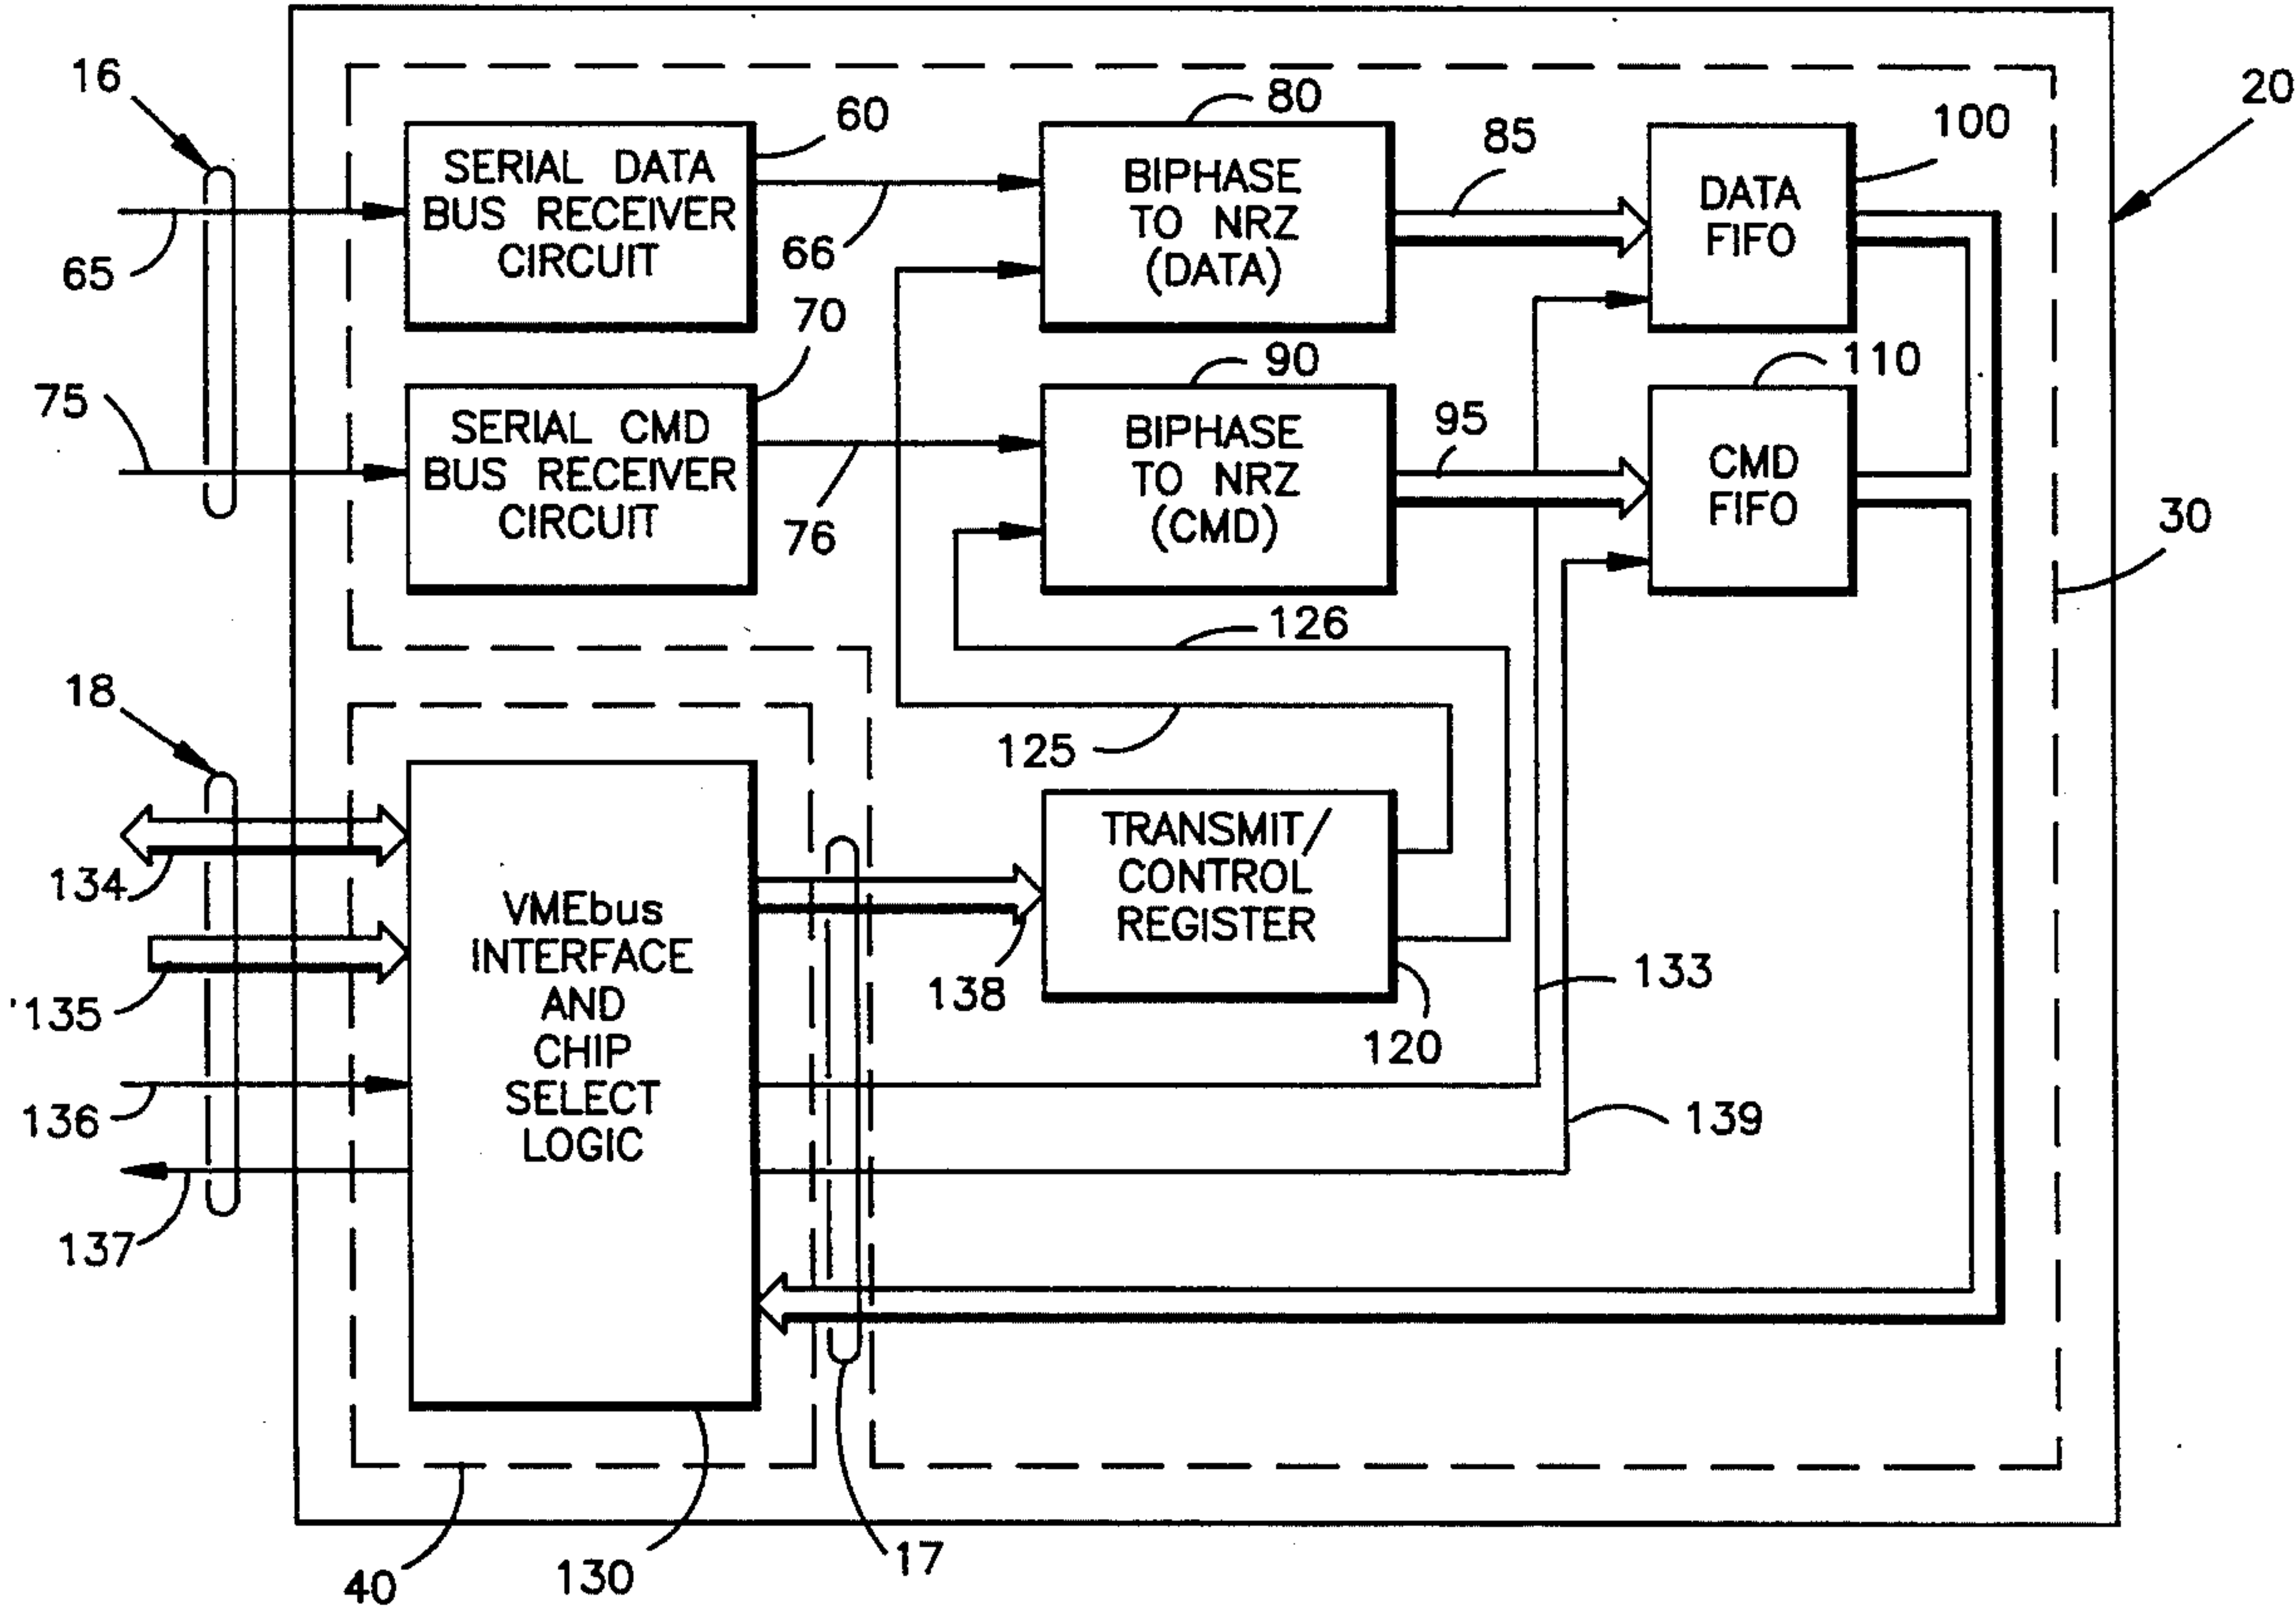 16
65
75
60
SERIAL DATA
BUS RECEIVER
CIRCUIT
66
80
BIPHASE
TO NRZ
(DATA)
85
100
DATA
FIFO
20
70
SERIAL CMD
BUS RECEIVER
CIRCUIT
76
90
BIPHASE
TO NRZ
(CMD)
95
110
CMD
FIFO
30
126
125
18
134
135
136
137
VMEbus
INTERFACE
AND
CHIP
SELECT
LOGIC
138
TRANSMIT/
CONTROL
REGISTER
120
133
139
40
130
17